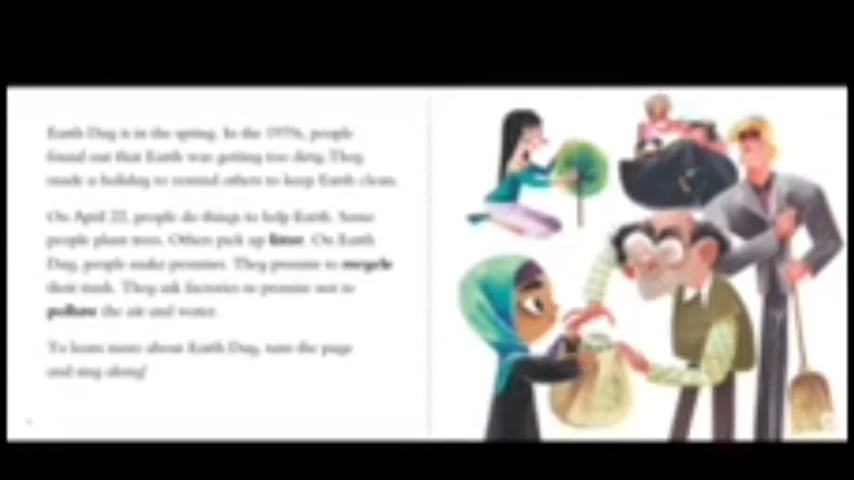 Earth Day is in the spring. In the 1970s, people
found out that Earth was getting too dirty. They
made a holiday to remind others to keep Earth clean.
On April 22, people do things to help Earth. Some
people plant trees. Others pick up litter. On Earth
Day, people make promises. They promise to recycle
their trash. They ask factories to promise not to
pollute the air and water.
To learn more about Earth Day, turn the page
and sing along!